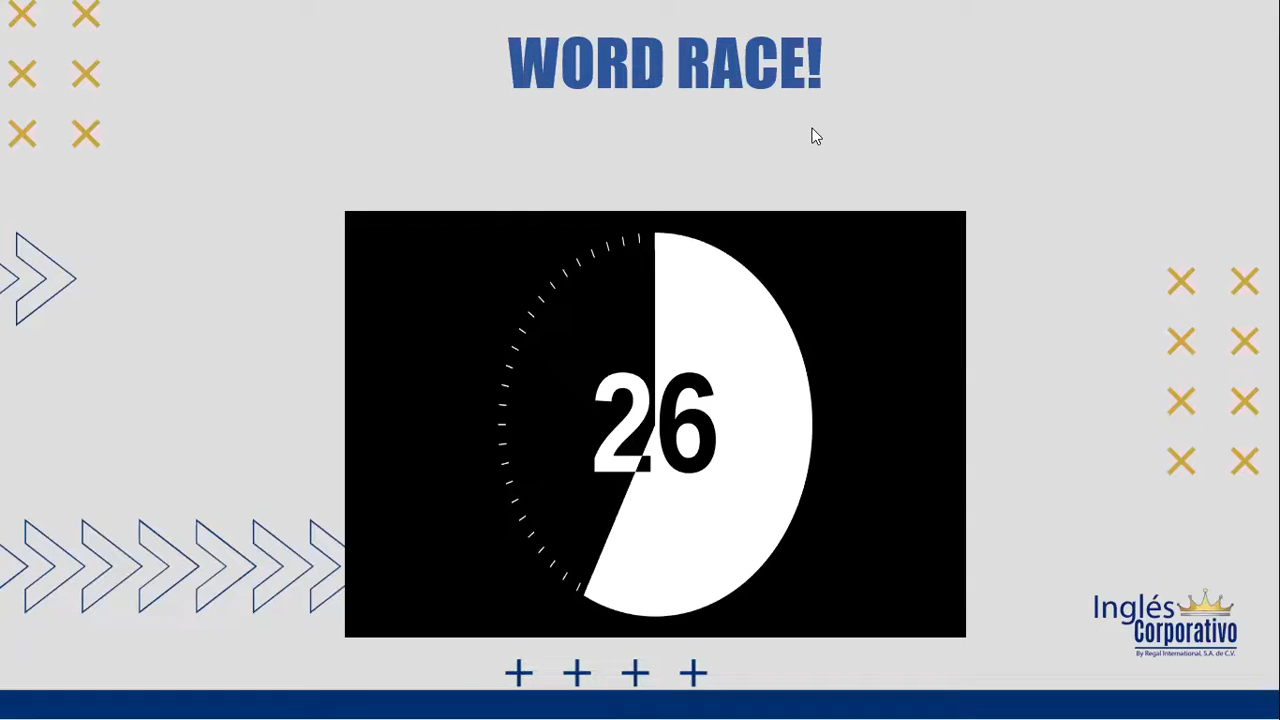 WORD RACE!
26
Inglés
Corporativo
By Regal International, S.A. de C.V.